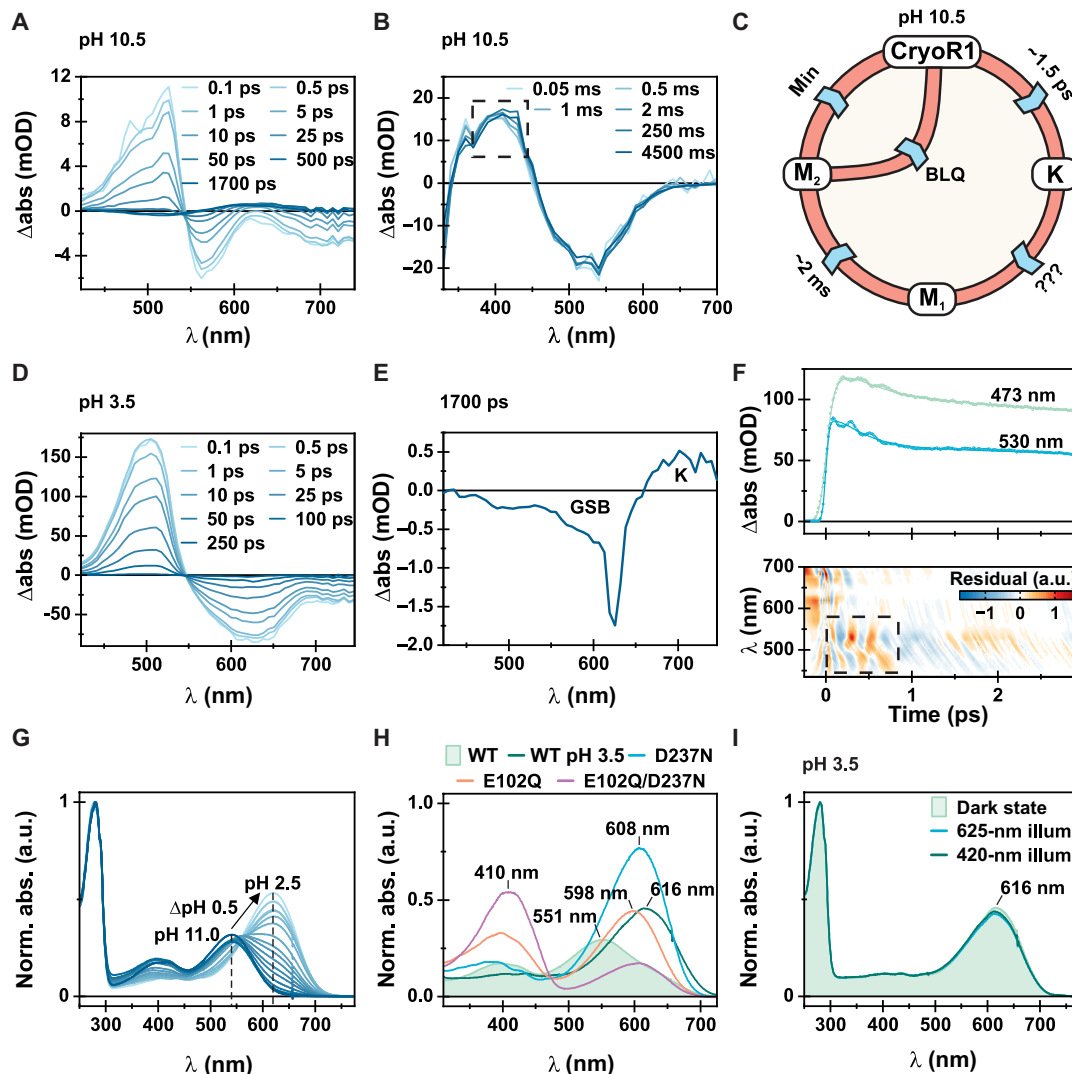 A
pH 10.5
Δabs (mOD)
12
8
4
0
−4
0.1 ps
0.5 ps
1 ps
5 ps
10 ps
25 ps
50 ps
500 ps
1700 ps
500
600
700
λ (nm)
B
pH 10.5
Δabs (mOD)
20
10
0
−10
−20
0.05 ms
0.5 ms
1 ms
2 ms
250 ms
4500 ms
400
500
600
700
λ (nm)
C
pH 10.5
CryoR1
~1.5 ps
K
???
M1
~2 ms
M2
Min
BLQ
D
pH 3.5
Δabs (mOD)
150
100
50
0
−50
0.1 ps
0.5 ps
1 ps
5 ps
10 ps
25 ps
50 ps
100 ps
250 ps
500
600
700
λ (nm)
E
1700 ps
Δabs (mOD)
0.5
0.0
−0.5
−1.0
−1.5
−2.0
GSB
K
500
600
700
λ (nm)
F
Δabs (mOD)
100
50
0
473 nm
530 nm
λ (nm)
700
600
500
Residual (a.u.)
−1
0
1
0
1
2
Time (ps)
G
Norm. abs. (a.u.)
1
0
pH 2.5
ΔpH 0.5
pH 11.0
300
400
500
600
700
λ (nm)
H
WT
WT pH 3.5
D237N
E102Q
E102Q/D237N
Norm. abs. (a.u.)
1
0.5
0
608 nm
410 nm
598 nm
616 nm
551 nm
400
500
600
700
λ (nm)
I
pH 3.5
Norm. abs. (a.u.)
1
0
Dark state
625-nm illum
420-nm illum
616 nm
300
400
500
600
700
λ (nm)